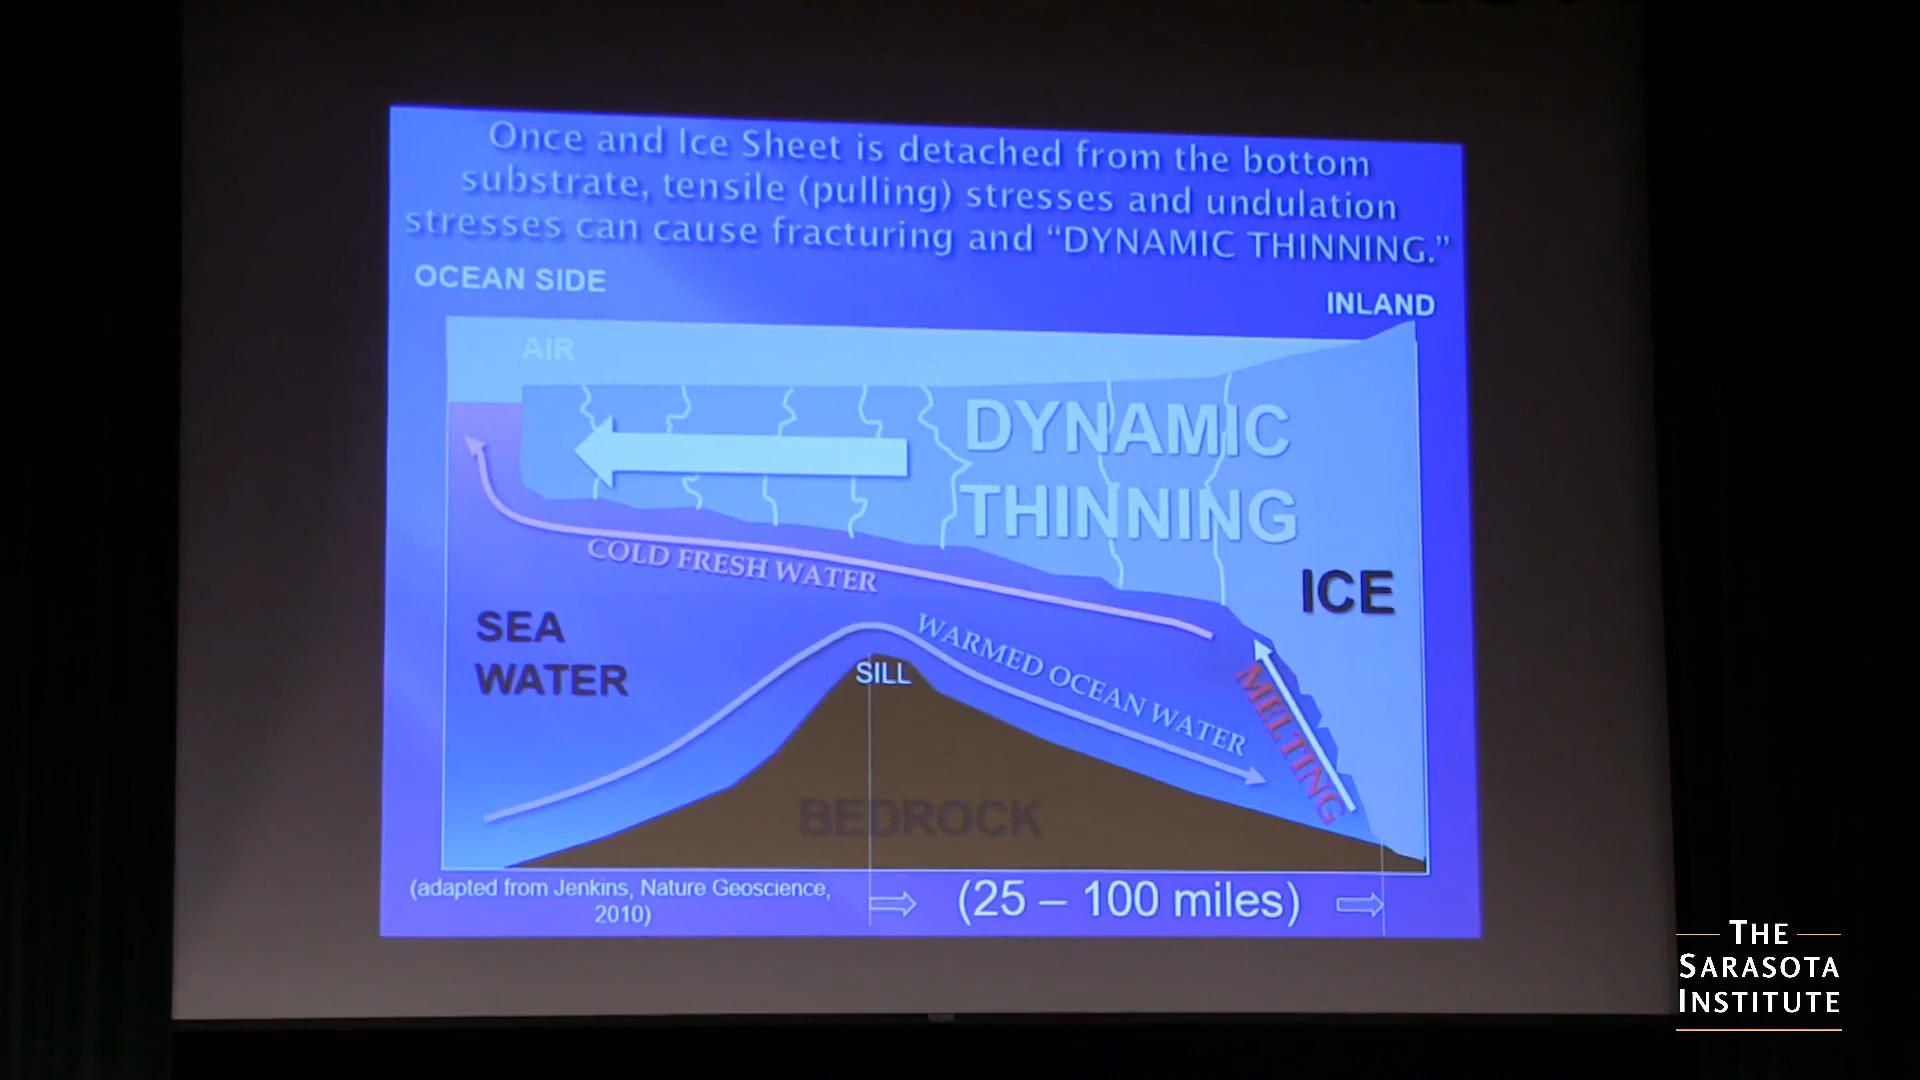 Once and Ice Sheet is detached from the bottom
substrate, tensile (pulling) stresses and undulation
stresses can cause fracturing and “DYNAMIC THINNING.”
OCEAN SIDE
INLAND
AIR
DYNAMIC
THINNING
COLD FRESH WATER
ICE
SEA
WATER
WARMED OCEAN WATER
SILL
MELTING
BEDROCK
(adapted from Jenkins, Nature Geoscience,
2010)
(25 – 100 miles)
THE
SARASOTA
INSTITUTE